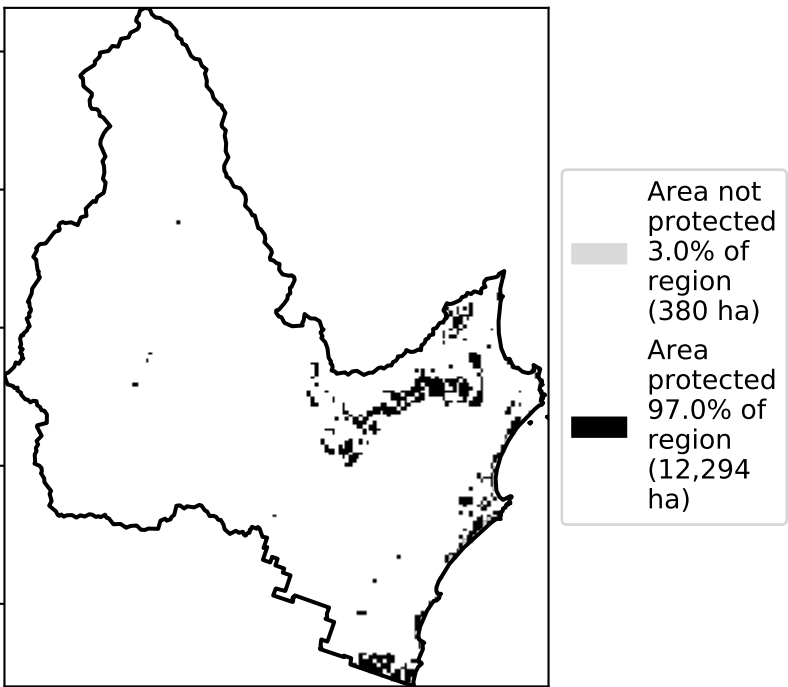 Area not
protected
3.0% of
region
(380 ha)
Area
protected
97.0% of
region
(12,294
ha)